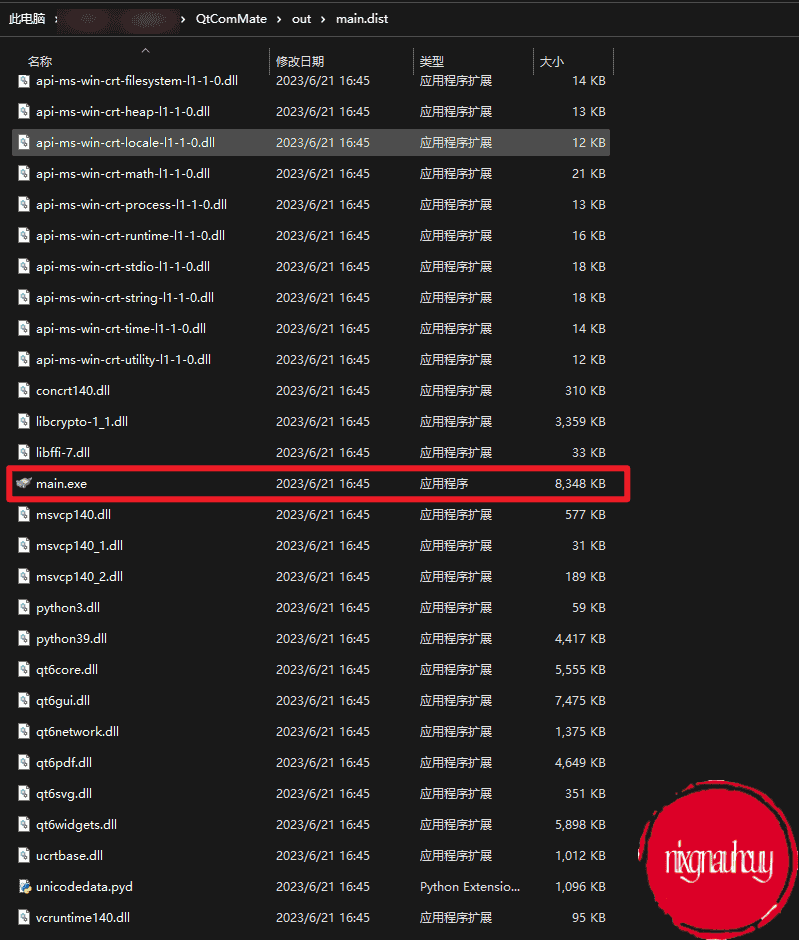 此电脑 › › QtComMate › out › main.dist
名称 修改日期 类型 大小
api-ms-win-crt-filesystem-l1-1-0.dll 2023/6/21 16:45 应用程序扩展 14 KB
api-ms-win-crt-heap-l1-1-0.dll 2023/6/21 16:45 应用程序扩展 13 KB
api-ms-win-crt-locale-l1-1-0.dll 2023/6/21 16:45 应用程序扩展 12 KB
api-ms-win-crt-math-l1-1-0.dll 2023/6/21 16:45 应用程序扩展 21 KB
api-ms-win-crt-process-l1-1-0.dll 2023/6/21 16:45 应用程序扩展 13 KB
api-ms-win-crt-runtime-l1-1-0.dll 2023/6/21 16:45 应用程序扩展 16 KB
api-ms-win-crt-stdio-l1-1-0.dll 2023/6/21 16:45 应用程序扩展 18 KB
api-ms-win-crt-string-l1-1-0.dll 2023/6/21 16:45 应用程序扩展 18 KB
api-ms-win-crt-time-l1-1-0.dll 2023/6/21 16:45 应用程序扩展 14 KB
api-ms-win-crt-utility-l1-1-0.dll 2023/6/21 16:45 应用程序扩展 12 KB
concrt140.dll 2023/6/21 16:45 应用程序扩展 310 KB
libcrypto-1_1.dll 2023/6/21 16:45 应用程序扩展 3,359 KB
libffi-7.dll 2023/6/21 16:45 应用程序扩展 33 KB
main.exe 2023/6/21 16:45 应用程序 8,348 KB
msvcp140.dll 2023/6/21 16:45 应用程序扩展 577 KB
msvcp140_1.dll 2023/6/21 16:45 应用程序扩展 31 KB
msvcp140_2.dll 2023/6/21 16:45 应用程序扩展 189 KB
python3.dll 2023/6/21 16:45 应用程序扩展 59 KB
python39.dll 2023/6/21 16:45 应用程序扩展 4,417 KB
qt6core.dll 2023/6/21 16:45 应用程序扩展 5,555 KB
qt6gui.dll 2023/6/21 16:45 应用程序扩展 7,475 KB
qt6network.dll 2023/6/21 16:45 应用程序扩展 1,375 KB
qt6pdf.dll 2023/6/21 16:45 应用程序扩展 4,649 KB
qt6svg.dll 2023/6/21 16:45 应用程序扩展 351 KB
qt6widgets.dll 2023/6/21 16:45 应用程序扩展 5,898 KB
ucrtbase.dll 2023/6/21 16:45 应用程序扩展 1,012 KB
unicodedata.pyd 2023/6/21 16:45 Python Extensio... 1,096 KB
vcruntime140.dll 2023/6/21 16:45 应用程序扩展 95 KB